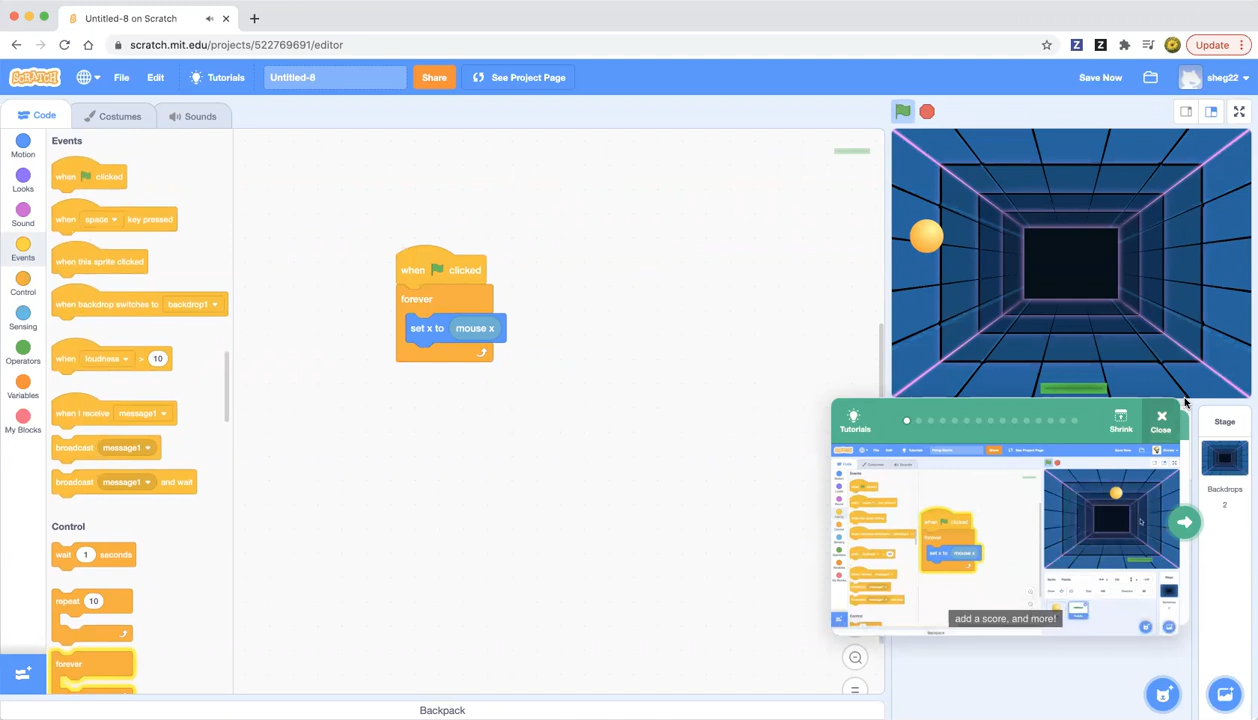 Untitled-8 on Scratch
scratch.mit.edu/projects/522769691/editor
Update
SCRATCH
File
Edit
Tutorials
Untitled-8
Share
See Project Page
Save Now
sheg22
Code
Costumes
Sounds
Motion
Looks
Sound
Events
Control
Sensing
Operators
Variables
My Blocks
Events
when clicked
when space key pressed
when this sprite clicked
when backdrop switches to backdrop1
when loudness > 10
when I receive message1
broadcast message1
broadcast message1 and wait
Control
wait 1 seconds
repeat 10
forever
when clicked
forever
set x to mouse x
Tutorials
Shrink
Close
add a score, and more!
Stage
Backdrops
2
Backpack